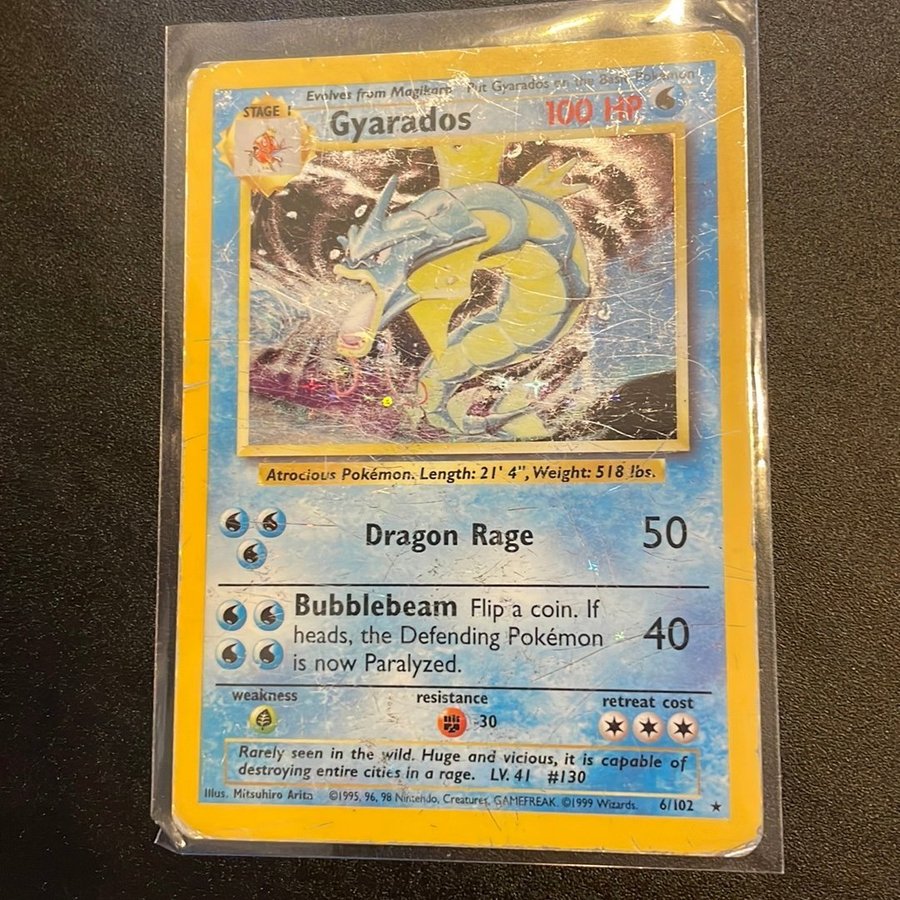 Evolves from Magikarp Put Gyarados on the Basic Pokémon
STAGE 1
Gyarados 100 HP
Atrocious Pokémon. Length: 21' 4", Weight: 518 lbs.
Dragon Rage 50
Bubblebeam Flip a coin. If
heads, the Defending Pokémon 40
is now Paralyzed.
weakness resistance retreat cost
-30
Rarely seen in the wild. Huge and vicious, it is capable of
destroying entire cities in a rage. LV. 41 #130
Illus. Mitsuhiro Arita ©1995, 96, 98 Nintendo, Creatures, GAMEFREAK. ©1999 Wizards. 6/102 ★